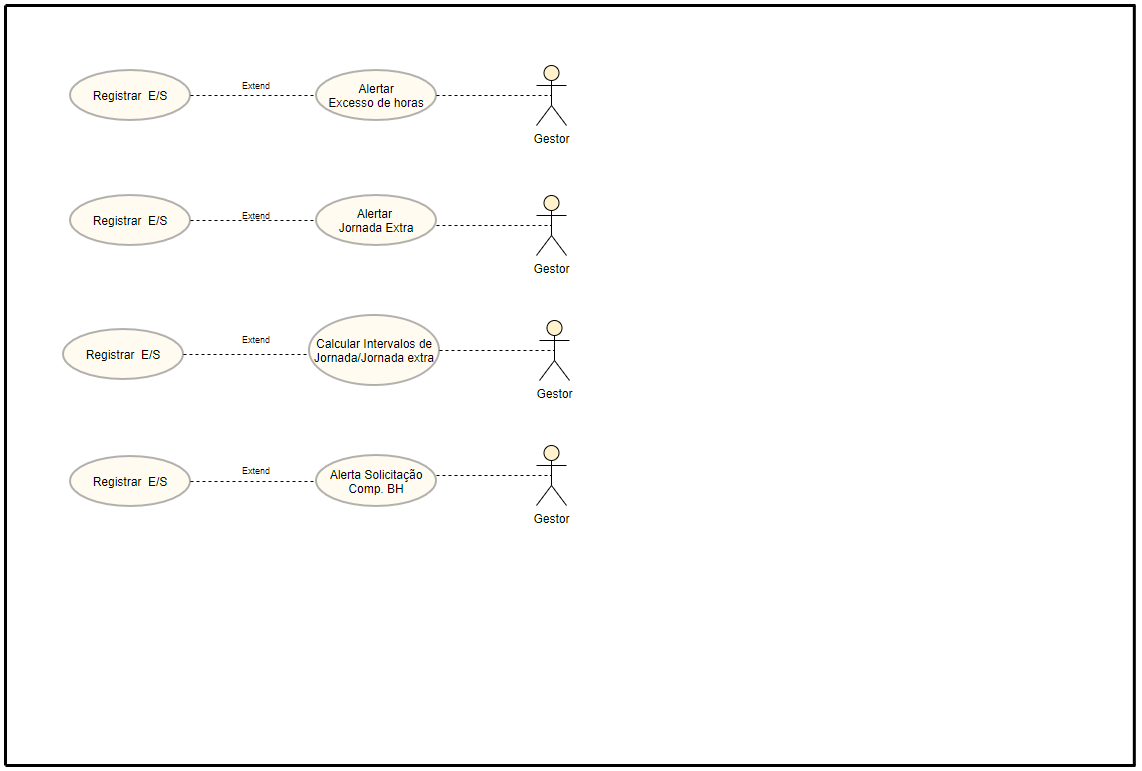 Registrar E/S
Extend
Alertar
Excesso de horas
Gestor
Registrar E/S
Extend
Alertar
Jornada Extra
Gestor
Registrar E/S
Extend
Calcular Intervalos de
Jornada/Jornada extra
Gestor
Registrar E/S
Extend
Alerta Solicitação
Comp. BH
Gestor